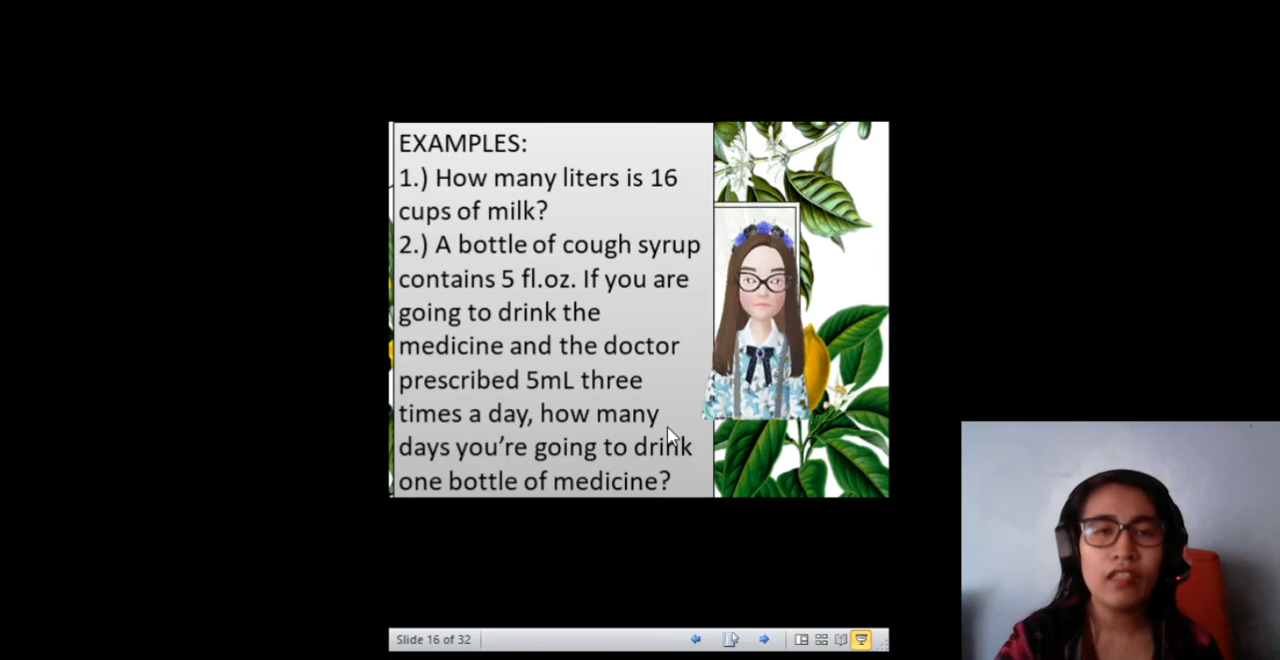 EXAMPLES:
1.) How many liters is 16
cups of milk?
2.) A bottle of cough syrup
contains 5 fl.oz. If you are
going to drink the
medicine and the doctor
prescribed 5mL three
times a day, how many
days you’re going to drink
one bottle of medicine?
Slide 16 of 32